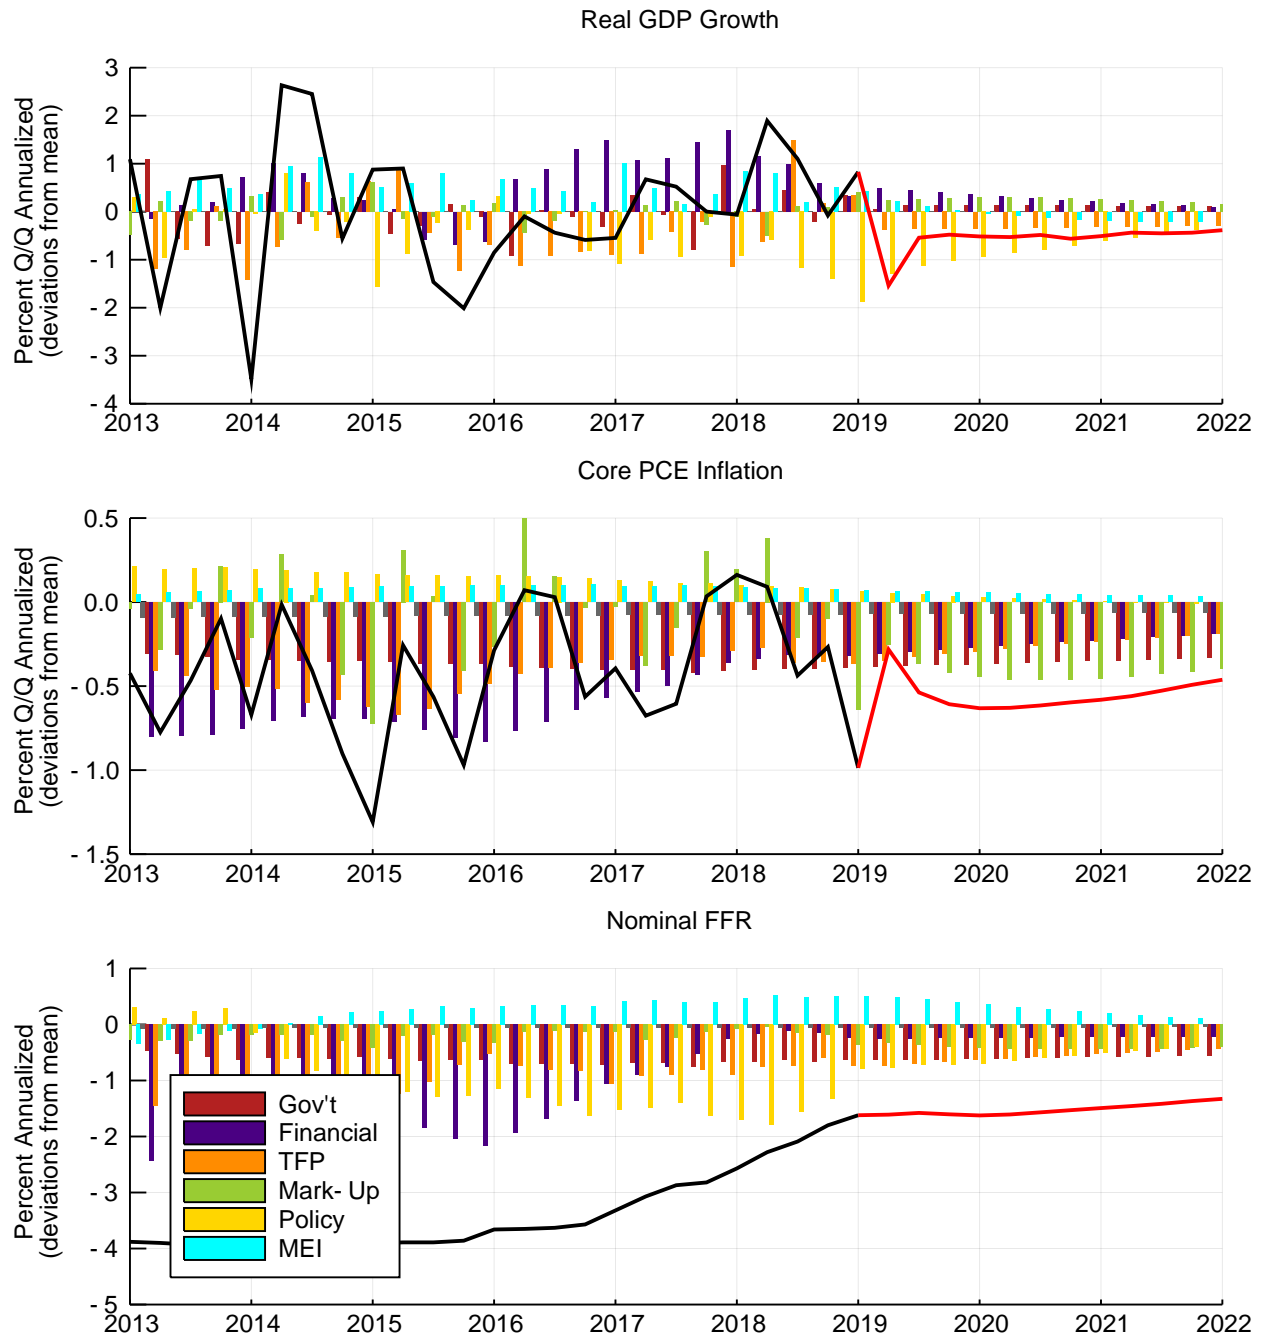 Real GDP Growth
Percent Q/Q Annualized
(deviations from mean)
3
2
1
0
- 1
- 2
- 3
- 4
2013 2014 2015 2016 2017 2018 2019 2020 2021 2022
Core PCE Inflation
Percent Q/Q Annualized
(deviations from mean)
0.5
0.0
- 0.5
- 1.0
- 1.5
2013 2014 2015 2016 2017 2018 2019 2020 2021 2022
Nominal FFR
Percent Annualized
(deviations from mean)
1
0
- 1
- 2
- 3
- 4
- 5
Gov't
Financial
TFP
Mark- Up
Policy
MEI
2013 2014 2015 2016 2017 2018 2019 2020 2021 2022